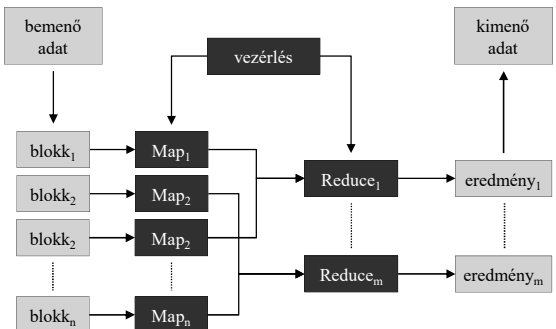 bemenő
adat
kimenő
adat
vezérlés
blokk₁
Map₁
blokk₂
Map₂
Reduce₁
eredmény₁
blokk₂
Map₂
Reduceₘ
eredményₘ
blokkₙ
Mapₙ